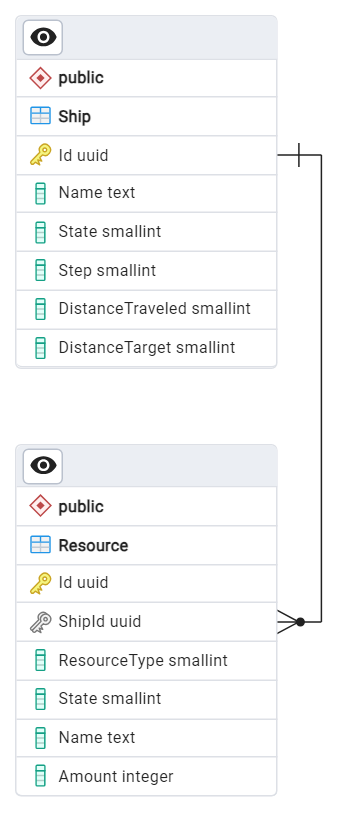 public
Ship
Id uuid
Name text
State smallint
Step smallint
DistanceTraveled smallint
DistanceTarget smallint
public
Resource
Id uuid
ShipId uuid
ResourceType smallint
State smallint
Name text
Amount integer